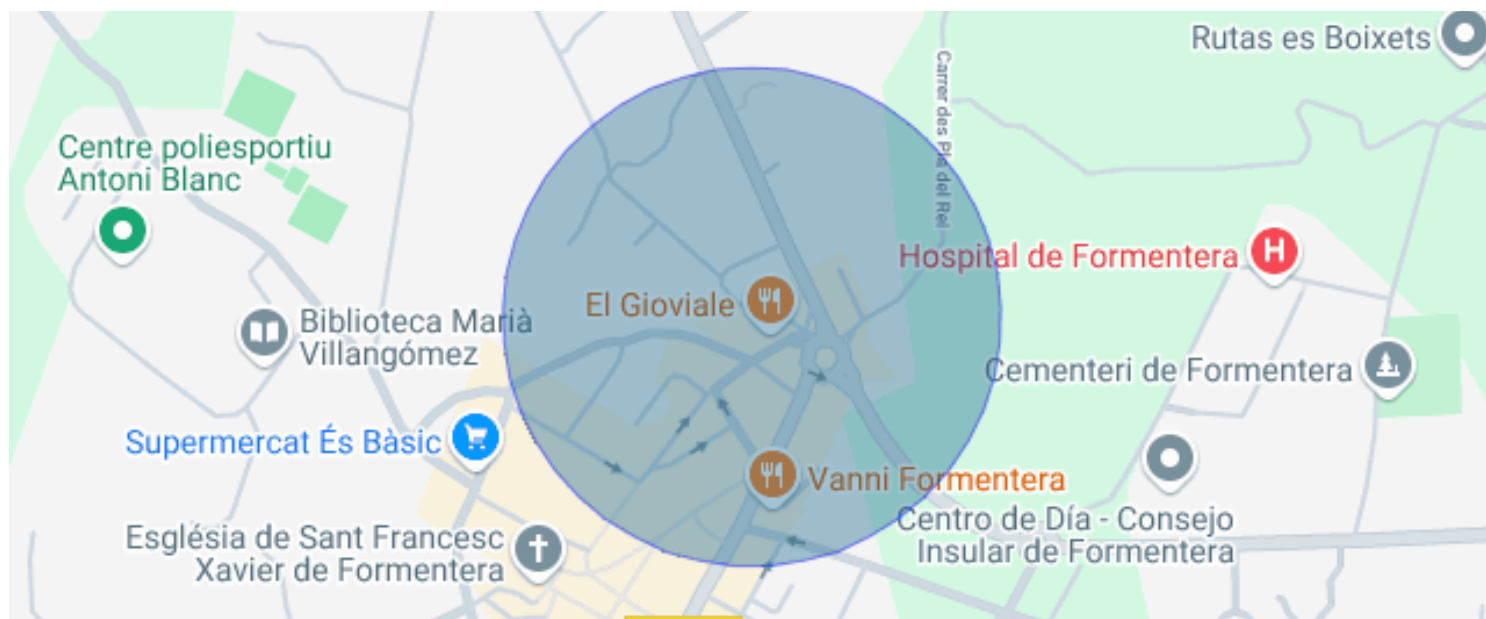 Rutas es Boixets
Carrer des Pla del Rei
Centre poliesportiu
Antoni Blanc
Hospital de Formentera
H
El Gioviale
Biblioteca Marià
Villangómez
Cementeri de Formentera
Supermercat És Bàsic
Vanni Formentera
Centro de Día - Consejo
Insular de Formentera
Església de Sant Francesc
Xavier de Formentera